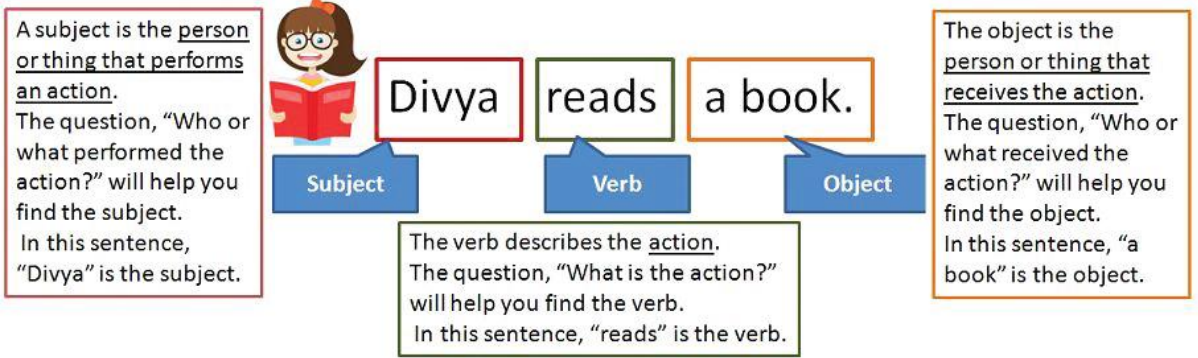 A subject is the person
or thing that performs
an action.
The question, “Who or
what performed the
action?” will help you
find the subject.
In this sentence,
“Divya” is the subject.
Divya reads a book.
Subject Verb Object
The verb describes the action.
The question, “What is the action?”
will help you find the verb.
In this sentence, “reads” is the verb.
The object is the
person or thing that
receives the action.
The question, “Who or
what received the
action?” will help you
find the object.
In this sentence, “a
book” is the object.